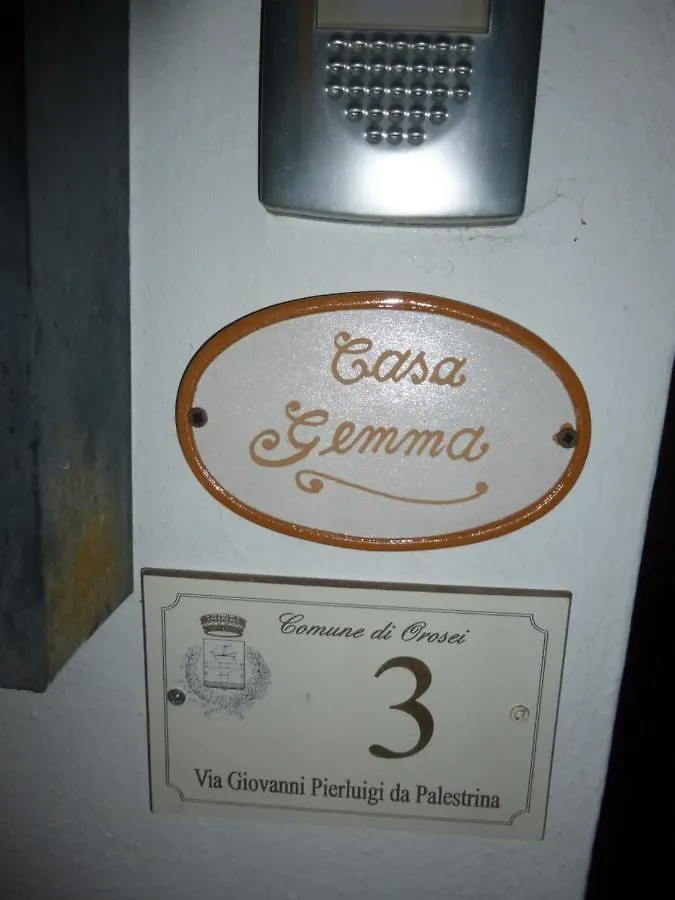 Casa
Gemma
Comune di Orosei
3
Via Giovanni Pierluigi da Palestrina